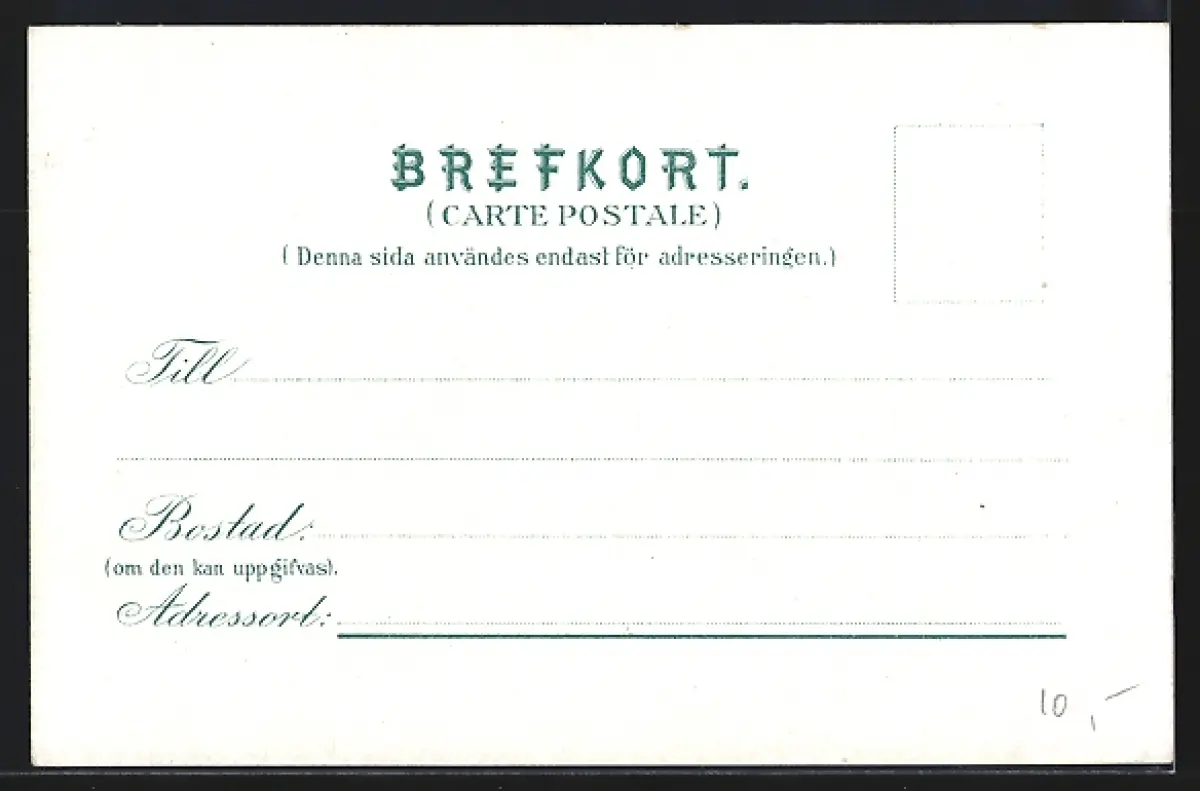 BREFKORT.
(CARTE POSTALE)
(Denna sida användes endast för adresseringen.)
Till
Bostad:
(om den kan uppgifvas).
Adressort:
10,-